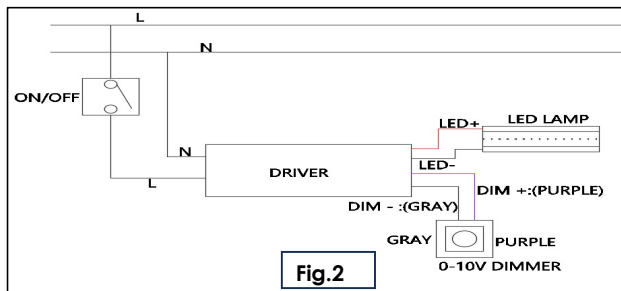 L
N
ON/OFF
LED+
LED LAMP
N
LED-
DRIVER
L
DIM +:(PURPLE)
DIM - :(GRAY)
GRAY
PURPLE
0-10V DIMMER
Fig.2